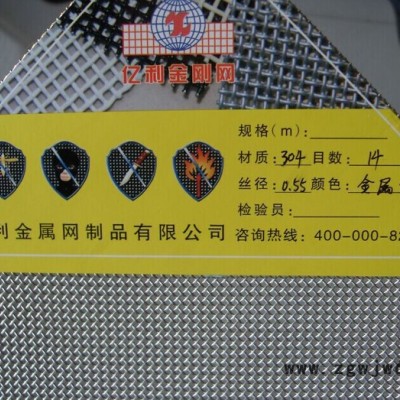 亿利金刚网
规格(m):
材质:304 目数:14
丝径:0.55 颜色:金属
检验员:
利金属网制品有限公司 咨询热线:400-000-82
www.zgwjw